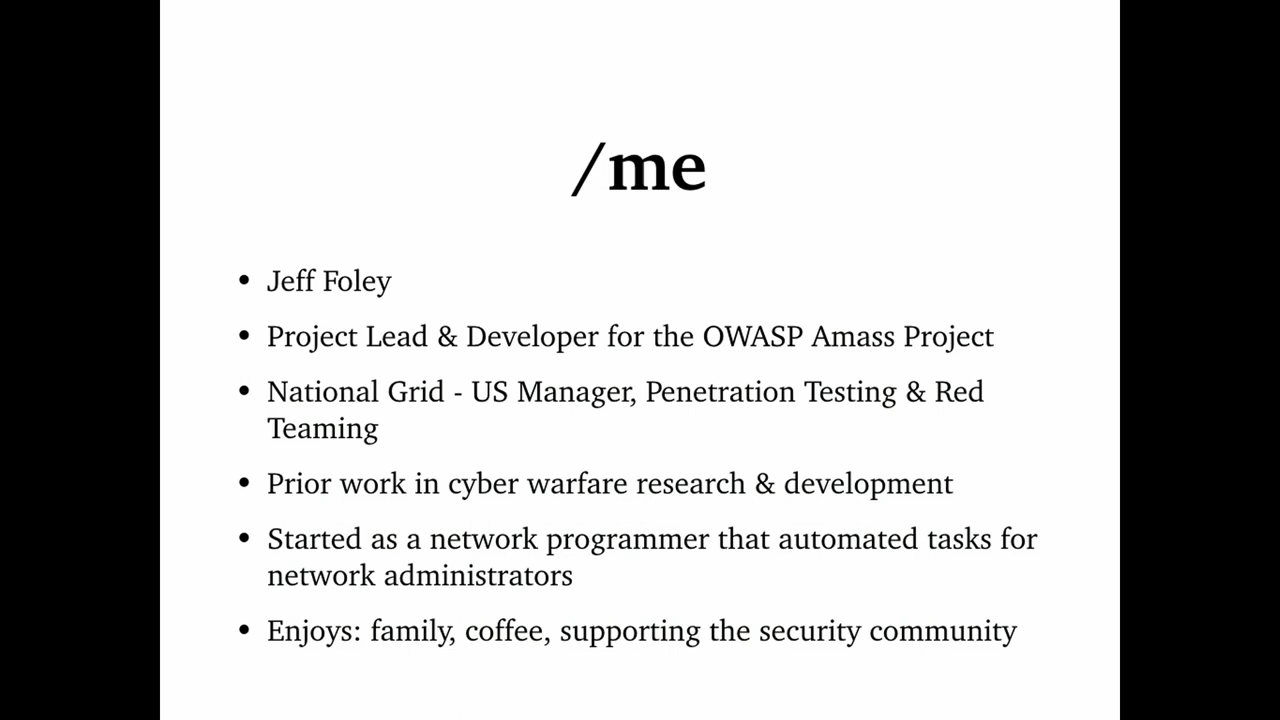 /me
• Jeff Foley
• Project Lead & Developer for the OWASP Amass Project
• National Grid - US Manager, Penetration Testing & Red
Teaming
• Prior work in cyber warfare research & development
• Started as a network programmer that automated tasks for
network administrators
• Enjoys: family, coffee, supporting the security community